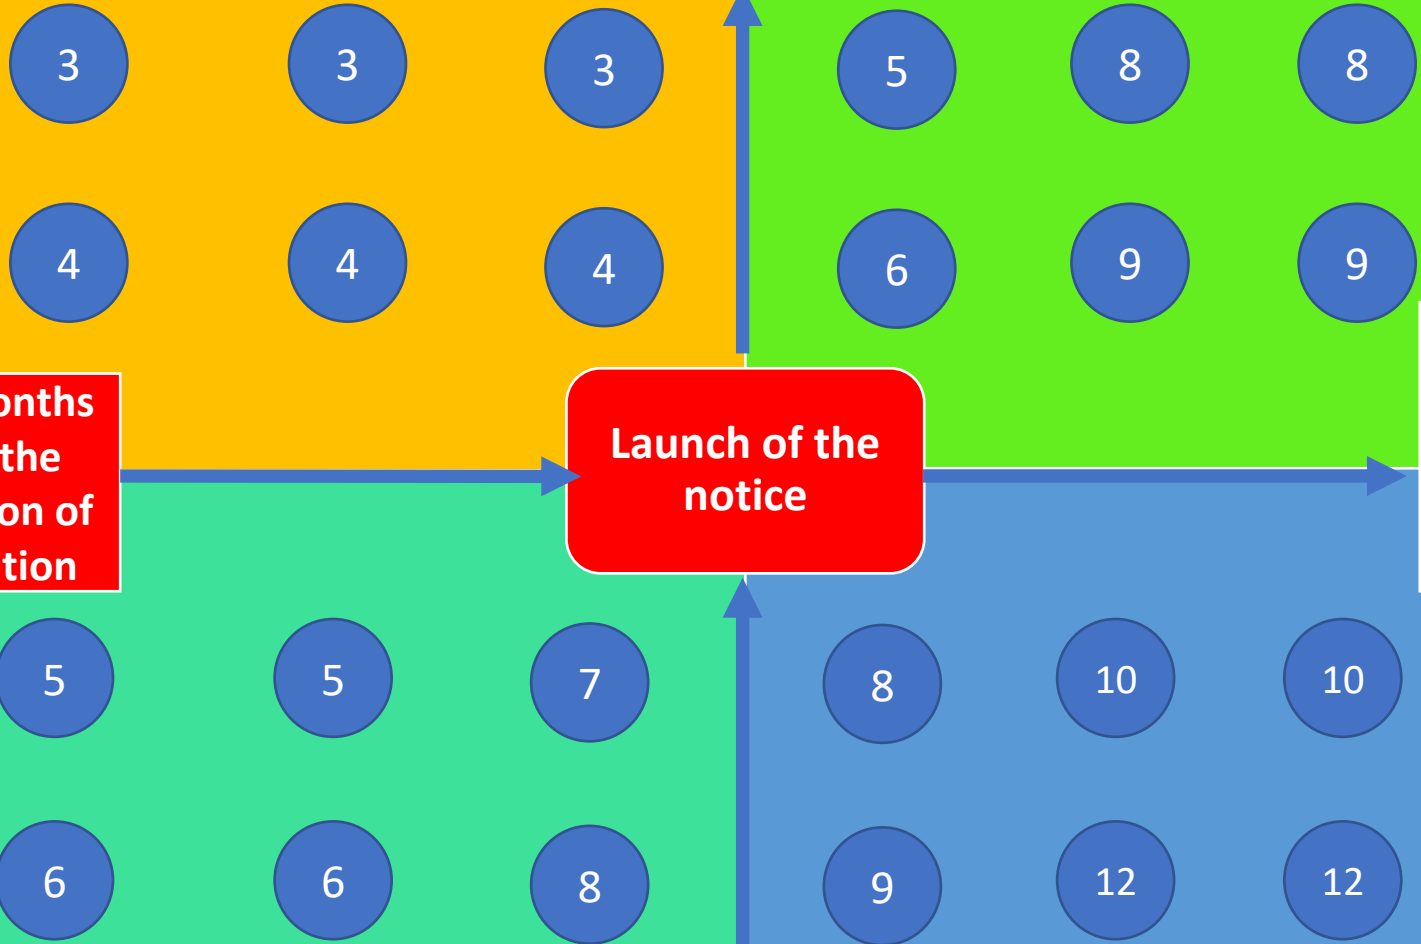 3 3 3 5 8 8
4 4 4 6 9 9
onths
the
on of
tion
Launch of the
notice
5 5 7 8 10 10
6 6 8 9 12 12